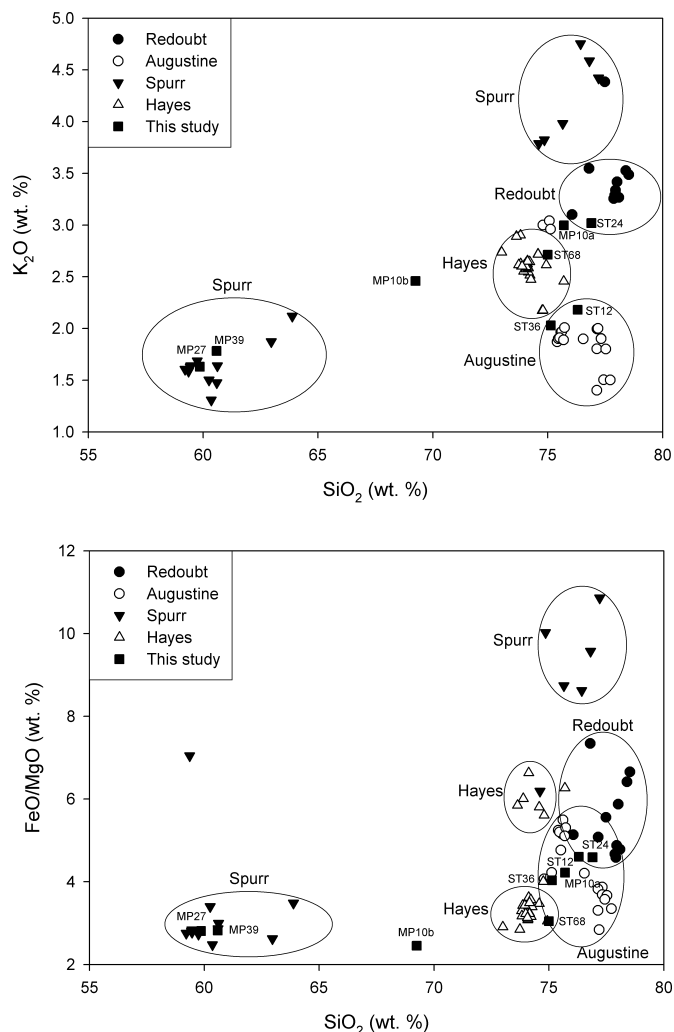 5.0
4.5
4.0
3.5
3.0
2.5
2.0
1.5
1.0
K2O (wt. %)
Redoubt
Augustine
Spurr
Hayes
This study
Spurr
Redoubt
ST24
MP10a
Hayes
ST68
MP10b
Spurr
ST12
ST36
MP39
MP27
Augustine
55 60 65 70 75 80
SiO2 (wt. %)
12
10
8
6
4
2
FeO/MgO (wt. %)
Redoubt
Augustine
Spurr
Hayes
This study
Spurr
Redoubt
Hayes
ST24
ST12
ST36
MP10a
Spurr
MP27
MP39
Hayes
ST68
MP10b
Augustine
55 60 65 70 75 80
SiO2 (wt. %)